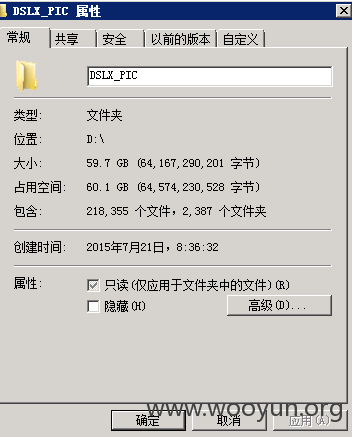 DSLX_PIC 属性
常规 共享 安全 以前的版本 自定义
DSLX_PIC
类型: 文件夹
位置: D:\
大小: 59.7 GB (64,167,290,201 字节)
占用空间: 60.1 GB (64,574,230,528 字节)
包含: 218,355 个文件，2,387 个文件夹
创建时间: 2015年7月21日，8:36:32
属性: 只读(仅应用于文件夹中的文件)(R)
隐藏(H) 高级(D)...
www.wooyun.org
确定 取消 应用(A)